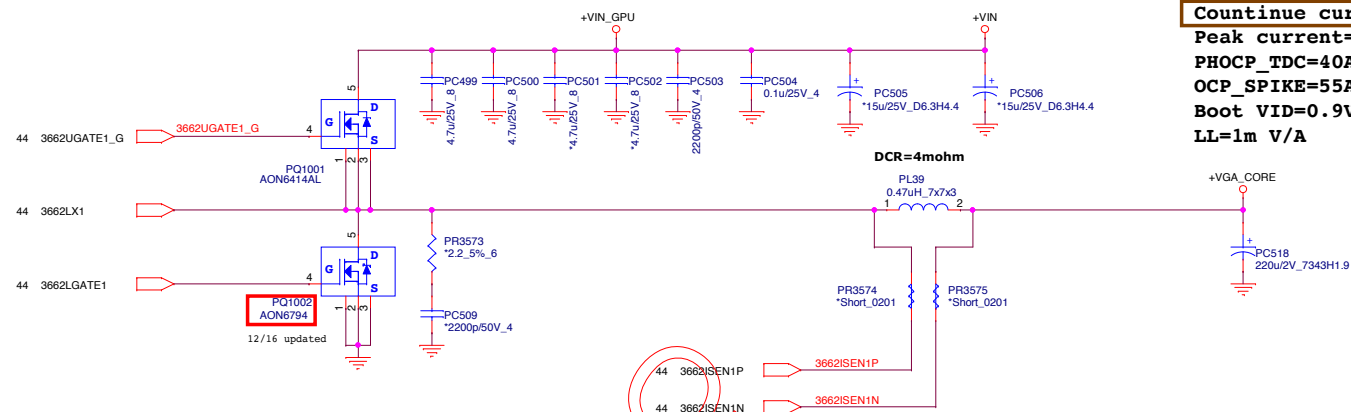 +VIN_GPU
+VIN
Countinue cur
Peak current=
PHOCP_TDC=40A
OCP_SPIKE=55A
Boot VID=0.9V
LL=1m V/A
PC499
4.7u/25V_8
PC500
4.7u/25V_8
PC501
*4.7u/25V_8
PC502
*4.7u/25V_8
PC503
2200p/50V_4
PC504
0.1u/25V_4
+
PC505
*15u/25V_D6.3H4.4
+
PC506
*15u/25V_D6.3H4.4
5
D
G
S
4
1
2
3
44 3662UGATE1_G
3662UGATE1_G
PQ1001
AON6414AL
DCR=4mohm
PL39
0.47uH_7x7x3
1 2
+VGA_CORE
44 3662LX1
5
D
G
S
4
1
2
3
44 3662LGATE1
PQ1002
AON6794
12/16 updated
PR3573
*2.2_5%_6
PC509
*2200p/50V_4
PR3574
*Short_0201
PR3575
*Short_0201
+
PC518
220u/2V_7343H1.9
44 3662ISEN1P
3662ISEN1P
44 3662ISEN1N
3662ISEN1N